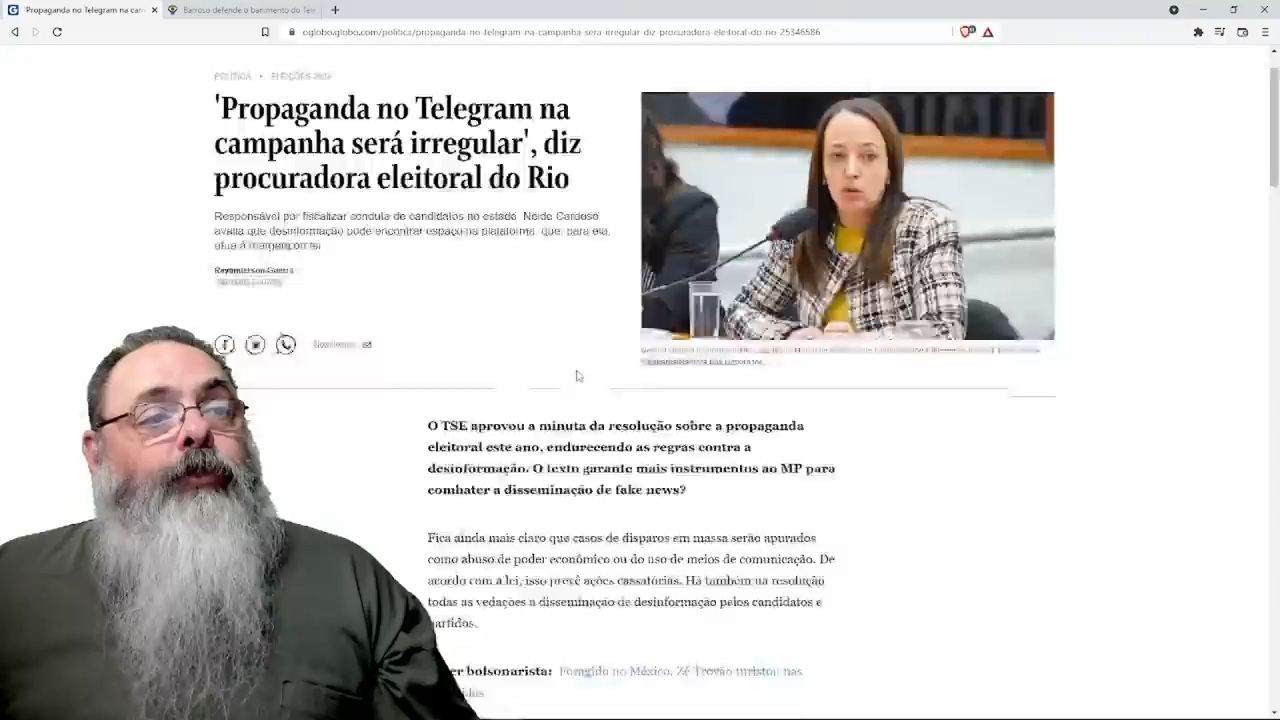 'Propaganda no Telegram na cam
Barroso defende o banimento do Tele
oglobo.globo.com/politica/propaganda-no-telegram-na-campanha-sera-irregular-diz-procuradora-eleitoral-do-rio-25346586
POLÍTICA • ELEIÇÕES
'Propaganda no Telegram na
campanha será irregular', diz
procuradora eleitoral do Rio
Responsável por fiscalizar conduta de candidatos no estado, Neide Cardoso
avalia que desinformação pode encontrar espaço na plataforma, que, para ela,
O TSE aprovou a minuta da resolução sobre a propaganda
eleitoral este ano, endurecendo as regras contra a
desinformação. O texto garante mais instrumentos ao MP para
combater a disseminação de fake news?
Fica ainda mais claro que casos de disparos em massa serão apurados
como abuso de poder econômico ou do uso de meios de comunicação. De
acordo com a lei, isso prevê ações cassatórias. Há também na resolução
todas as vedações a disseminação de desinformação pelos candidatos e
partidos.
er bolsonarista: Foragido no México, Zé Trovão nas